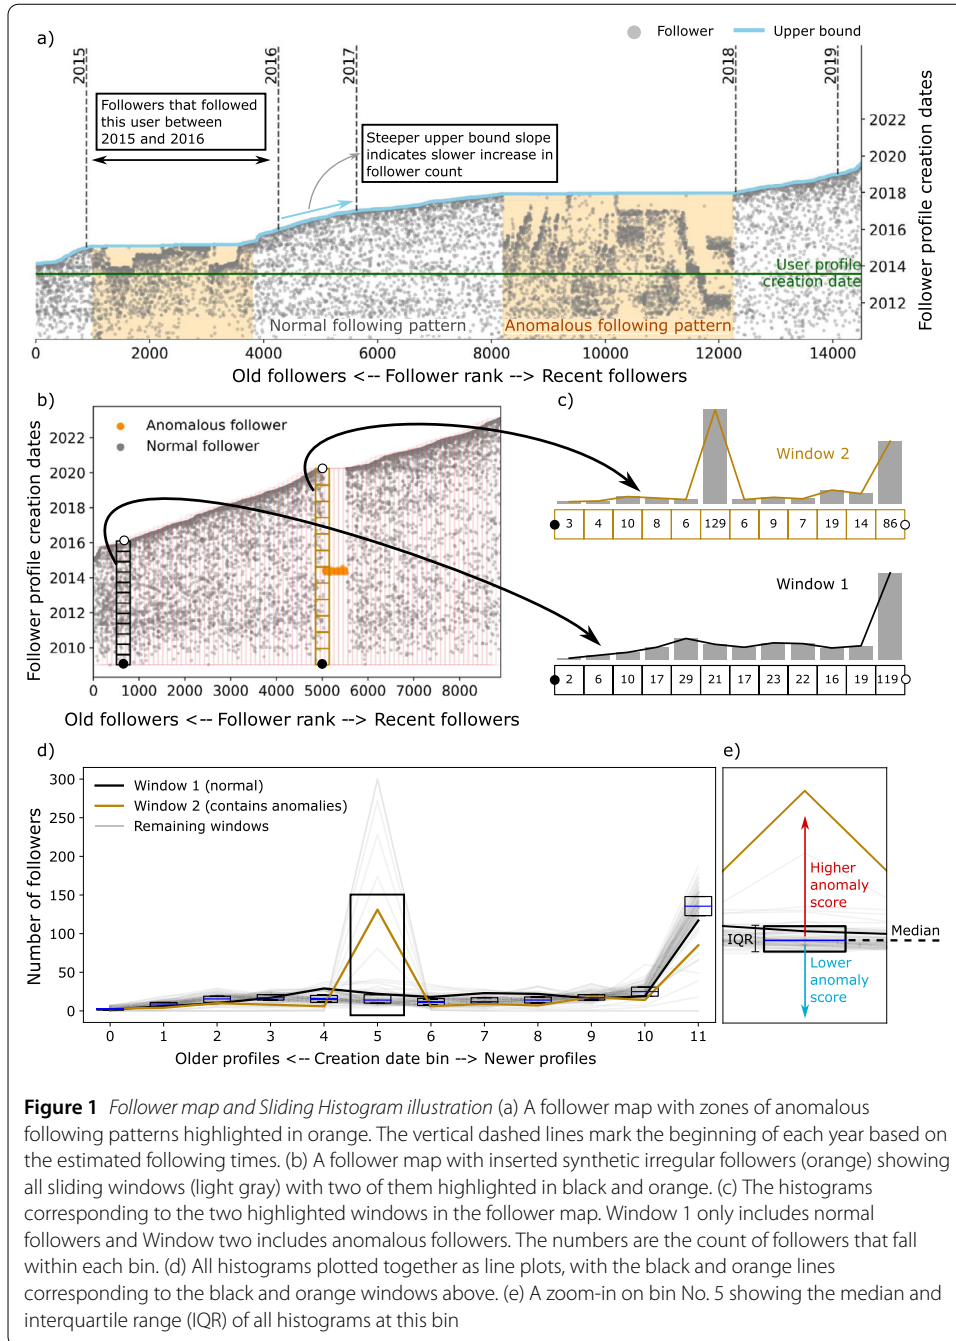 a)
Follower
Upper bound
2015
2016
2017
2018
2019
Followers that followed
this user between
2015 and 2016
Steeper upper bound slope
indicates slower increase in
follower count
2022
2020
2018
2016
2014
2012
Follower profile creation dates
User profile
creation date
Normal following pattern
Anomalous following pattern
0
2000
4000
6000
8000
10000
12000
14000
Old followers <-- Follower rank --> Recent followers
b)
Anomalous follower
Normal follower
2022
2020
2018
2016
2014
2012
2010
Follower profile creation dates
0
1000
2000
3000
4000
5000
6000
7000
8000
Old followers <-- Follower rank --> Recent followers
c)
Window 2
3 4 10 8 6 129 6 9 7 19 14 86
Window 1
2 6 10 17 29 21 17 23 22 16 19 119
d)
Window 1 (normal)
Window 2 (contains anomalies)
Remaining windows
300
250
200
150
100
50
0
Number of followers
0 1 2 3 4 5 6 7 8 9 10 11
Older profiles <-- Creation date bin --> Newer profiles
e)
Higher
anomaly
score
Median
IQR
Lower
anomaly
score
Figure 1 Follower map and Sliding Histogram illustration (a) A follower map with zones of anomalous
following patterns highlighted in orange. The vertical dashed lines mark the beginning of each year based on
the estimated following times. (b) A follower map with inserted synthetic irregular followers (orange) showing
all sliding windows (light gray) with two of them highlighted in black and orange. (c) The histograms
corresponding to the two highlighted windows in the follower map. Window 1 only includes normal
followers and Window two includes anomalous followers. The numbers are the count of followers that fall
within each bin. (d) All histograms plotted together as line plots, with the black and orange lines
corresponding to the black and orange windows above. (e) A zoom-in on bin No. 5 showing the median and
interquartile range (IQR) of all histograms at this bin